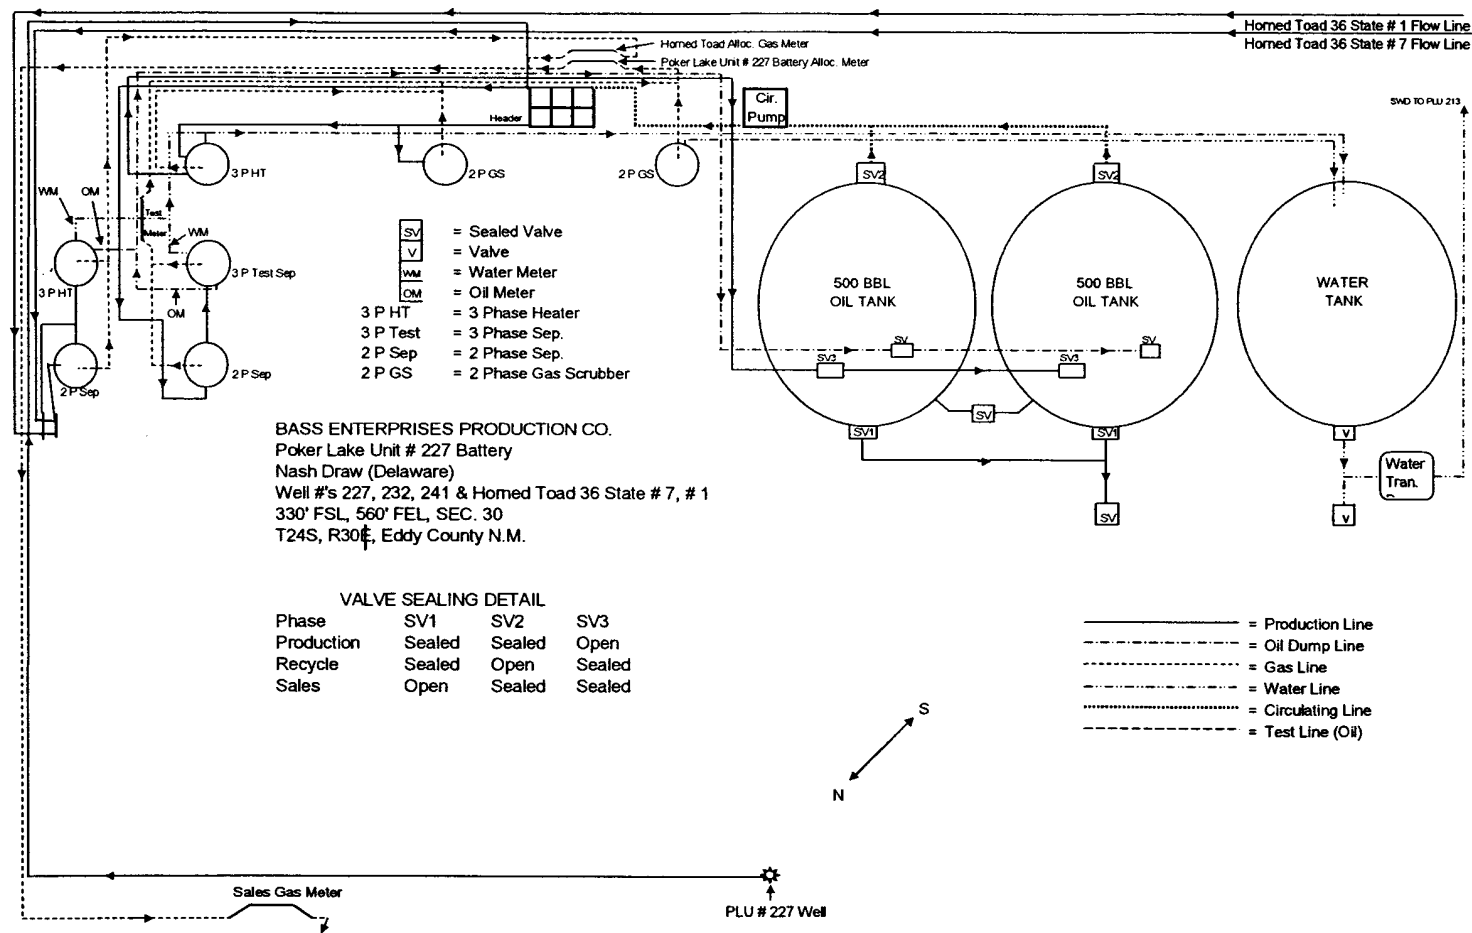 Horned Toad 36 State # 1 Flow Line
Horned Toad 36 State # 7 Flow Line
Horned Toad Alloc. Gas Meter
Poker Lake Unit # 227 Battery Alloc. Meter
SWD TO PLU 213
Cir.
Pump
Header
3 P HT
2 P GS
2 P GS
SV2
SV2
WM
OM
Test
Meter
WM
3 P HT
3 P Test Sep
OM
2 P Sep
2 P Sep
SV = Sealed Valve
V = Valve
WM = Water Meter
OM = Oil Meter
3 P HT = 3 Phase Heater
3 P Test = 3 Phase Sep.
2 P Sep = 2 Phase Sep.
2 P GS = 2 Phase Gas Scrubber
500 BBL
OIL TANK
500 BBL
OIL TANK
WATER
TANK
SV
SV
SV3
SV3
SV
SV1
SV1
V
Water
Tran.
SV
V
BASS ENTERPRISES PRODUCTION CO.
Poker Lake Unit # 227 Battery
Nash Draw (Delaware)
Well #'s 227, 232, 241 & Horned Toad 36 State # 7, # 1
330' FSL, 560' FEL, SEC. 30
T24S, R30E, Eddy County N.M.
VALVE SEALING DETAIL
Phase SV1 SV2 SV3
Production Sealed Sealed Open
Recycle Sealed Open Sealed
Sales Open Sealed Sealed
= Production Line
= Oil Dump Line
= Gas Line
= Water Line
= Circulating Line
= Test Line (Oil)
S
N
Sales Gas Meter
PLU # 227 Well